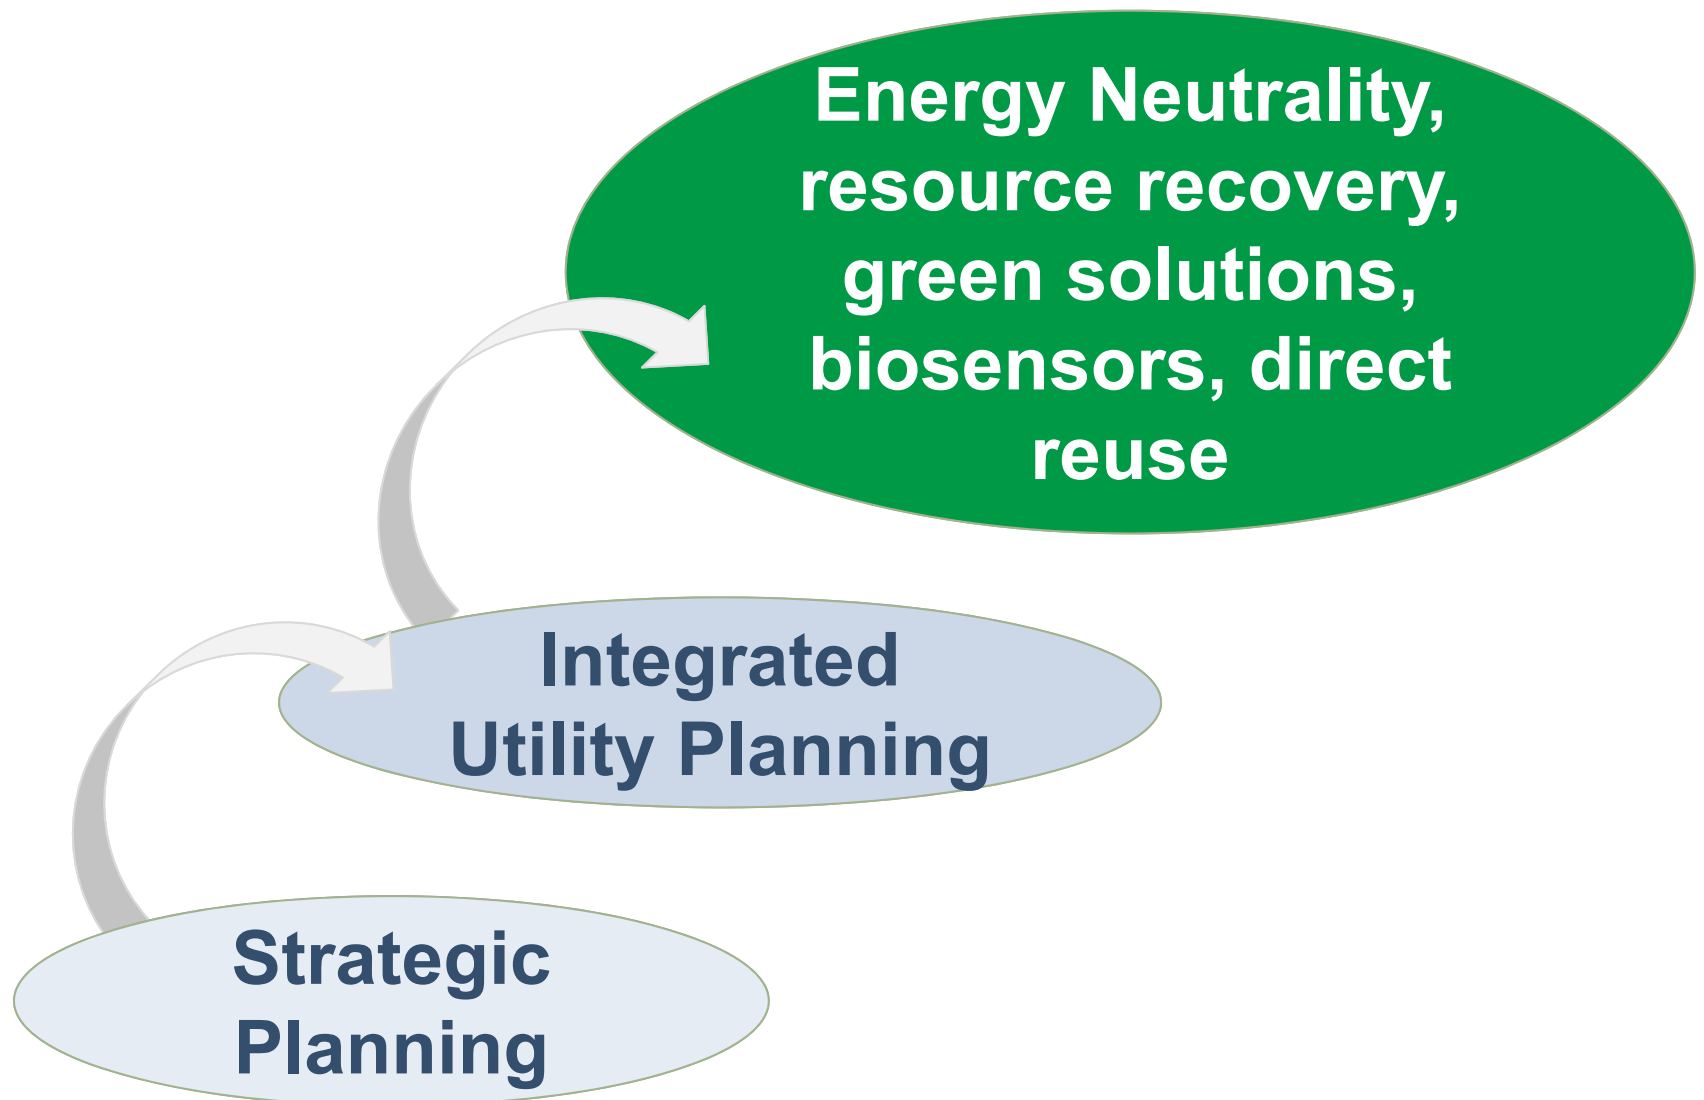 Energy Neutrality,
resource recovery,
green solutions,
biosensors, direct
reuse
Integrated
Utility Planning
Strategic
Planning